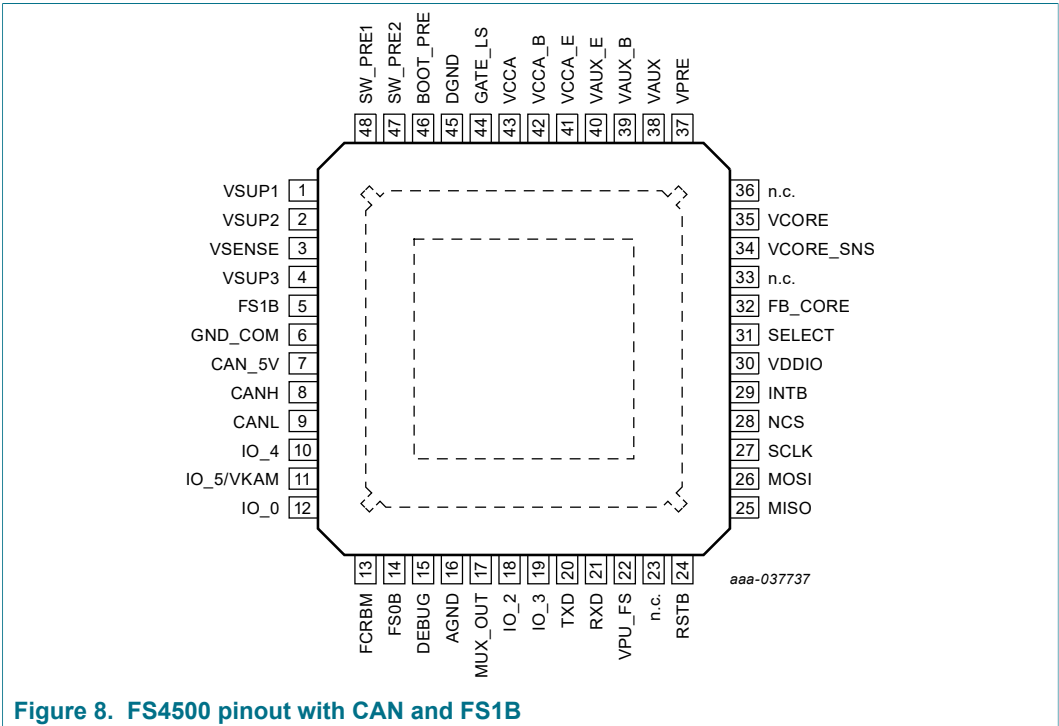 SW_PRE1
SW_PRE2
BOOT_PRE
DGND
GATE_LS
VCCA
VCCA_B
VCCA_E
VAUX_E
VAUX_B
VAUX
VPRE
48
47
46
45
44
43
42
41
40
39
38
37
VSUP1 1
VSUP2 2
VSENSE 3
VSUP3 4
FS1B 5
GND_COM 6
CAN_5V 7
CANH 8
CANL 9
IO_4 10
IO_5/VKAM 11
IO_0 12
36 n.c.
35 VCORE
34 VCORE_SNS
33 n.c.
32 FB_CORE
31 SELECT
30 VDDIO
29 INTB
28 NCS
27 SCLK
26 MOSI
25 MISO
13
14
15
16
17
18
19
20
21
22
23
24
FCRBM
FS0B
DEBUG
AGND
MUX_OUT
IO_2
IO_3
TXD
RXD
VPU_FS
n.c.
RSTB
aaa-037737
Figure 8. FS4500 pinout with CAN and FS1B